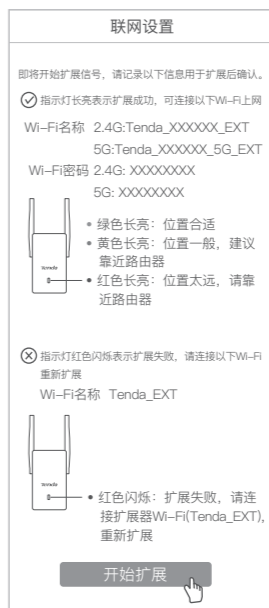 联网设置
即将开始扩展信号，请记录以下信息用于扩展后确认。
指示灯长亮表示扩展成功，可连接以下Wi-Fi上网
Wi-Fi名称 2.4G:Tenda_XXXXXX_EXT
5G:Tenda_XXXXXX_5G_EXT
Wi-Fi密码 2.4G: XXXXXXXX
5G: XXXXXXXX
• 绿色长亮：位置合适
• 黄色长亮：位置一般，建议
靠近路由器
Tenda
• 红色长亮：位置太远，请靠
近路由器
指示灯红色闪烁表示扩展失败，请连接以下Wi-Fi
重新扩展
Wi-Fi名称 Tenda_EXT
Tenda
• 红色闪烁：扩展失败，请连
接扩展器Wi-Fi(Tenda_EXT),
重新扩展
开始扩展